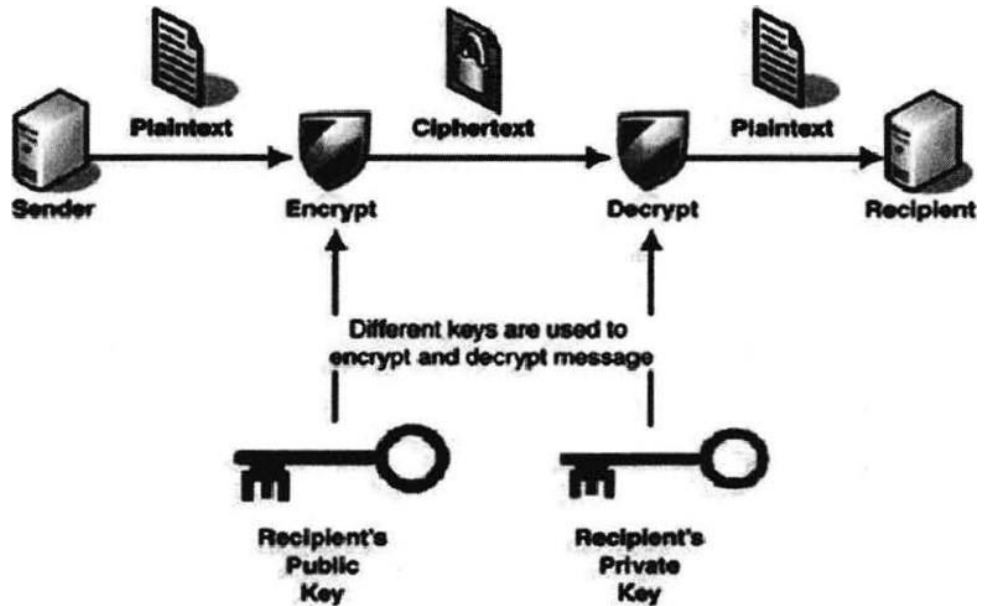 Plaintext
Ciphertext
Plaintext
Sender
Encrypt
Decrypt
Recipient
Different keys are used to
encrypt and decrypt message
Recipient's
Public
Key
Recipient's
Private
Key